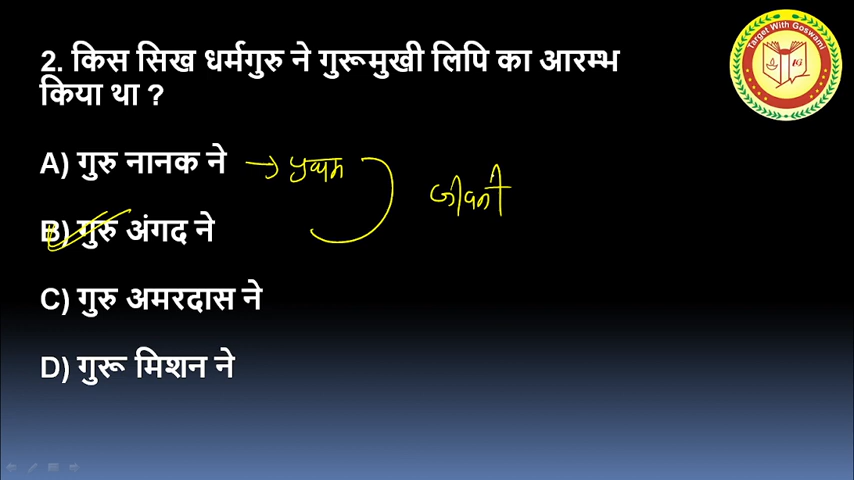 2. किस सिख धर्मगुरु ने गुरूमुखी लिपि का आरम्भ
किया था ?
Target With Goswami
A) गुरु नानक ने → प्रथम
जीवनी
B) गुरु अंगद ने
C) गुरु अमरदास ने
D) गुरू मिशन ने